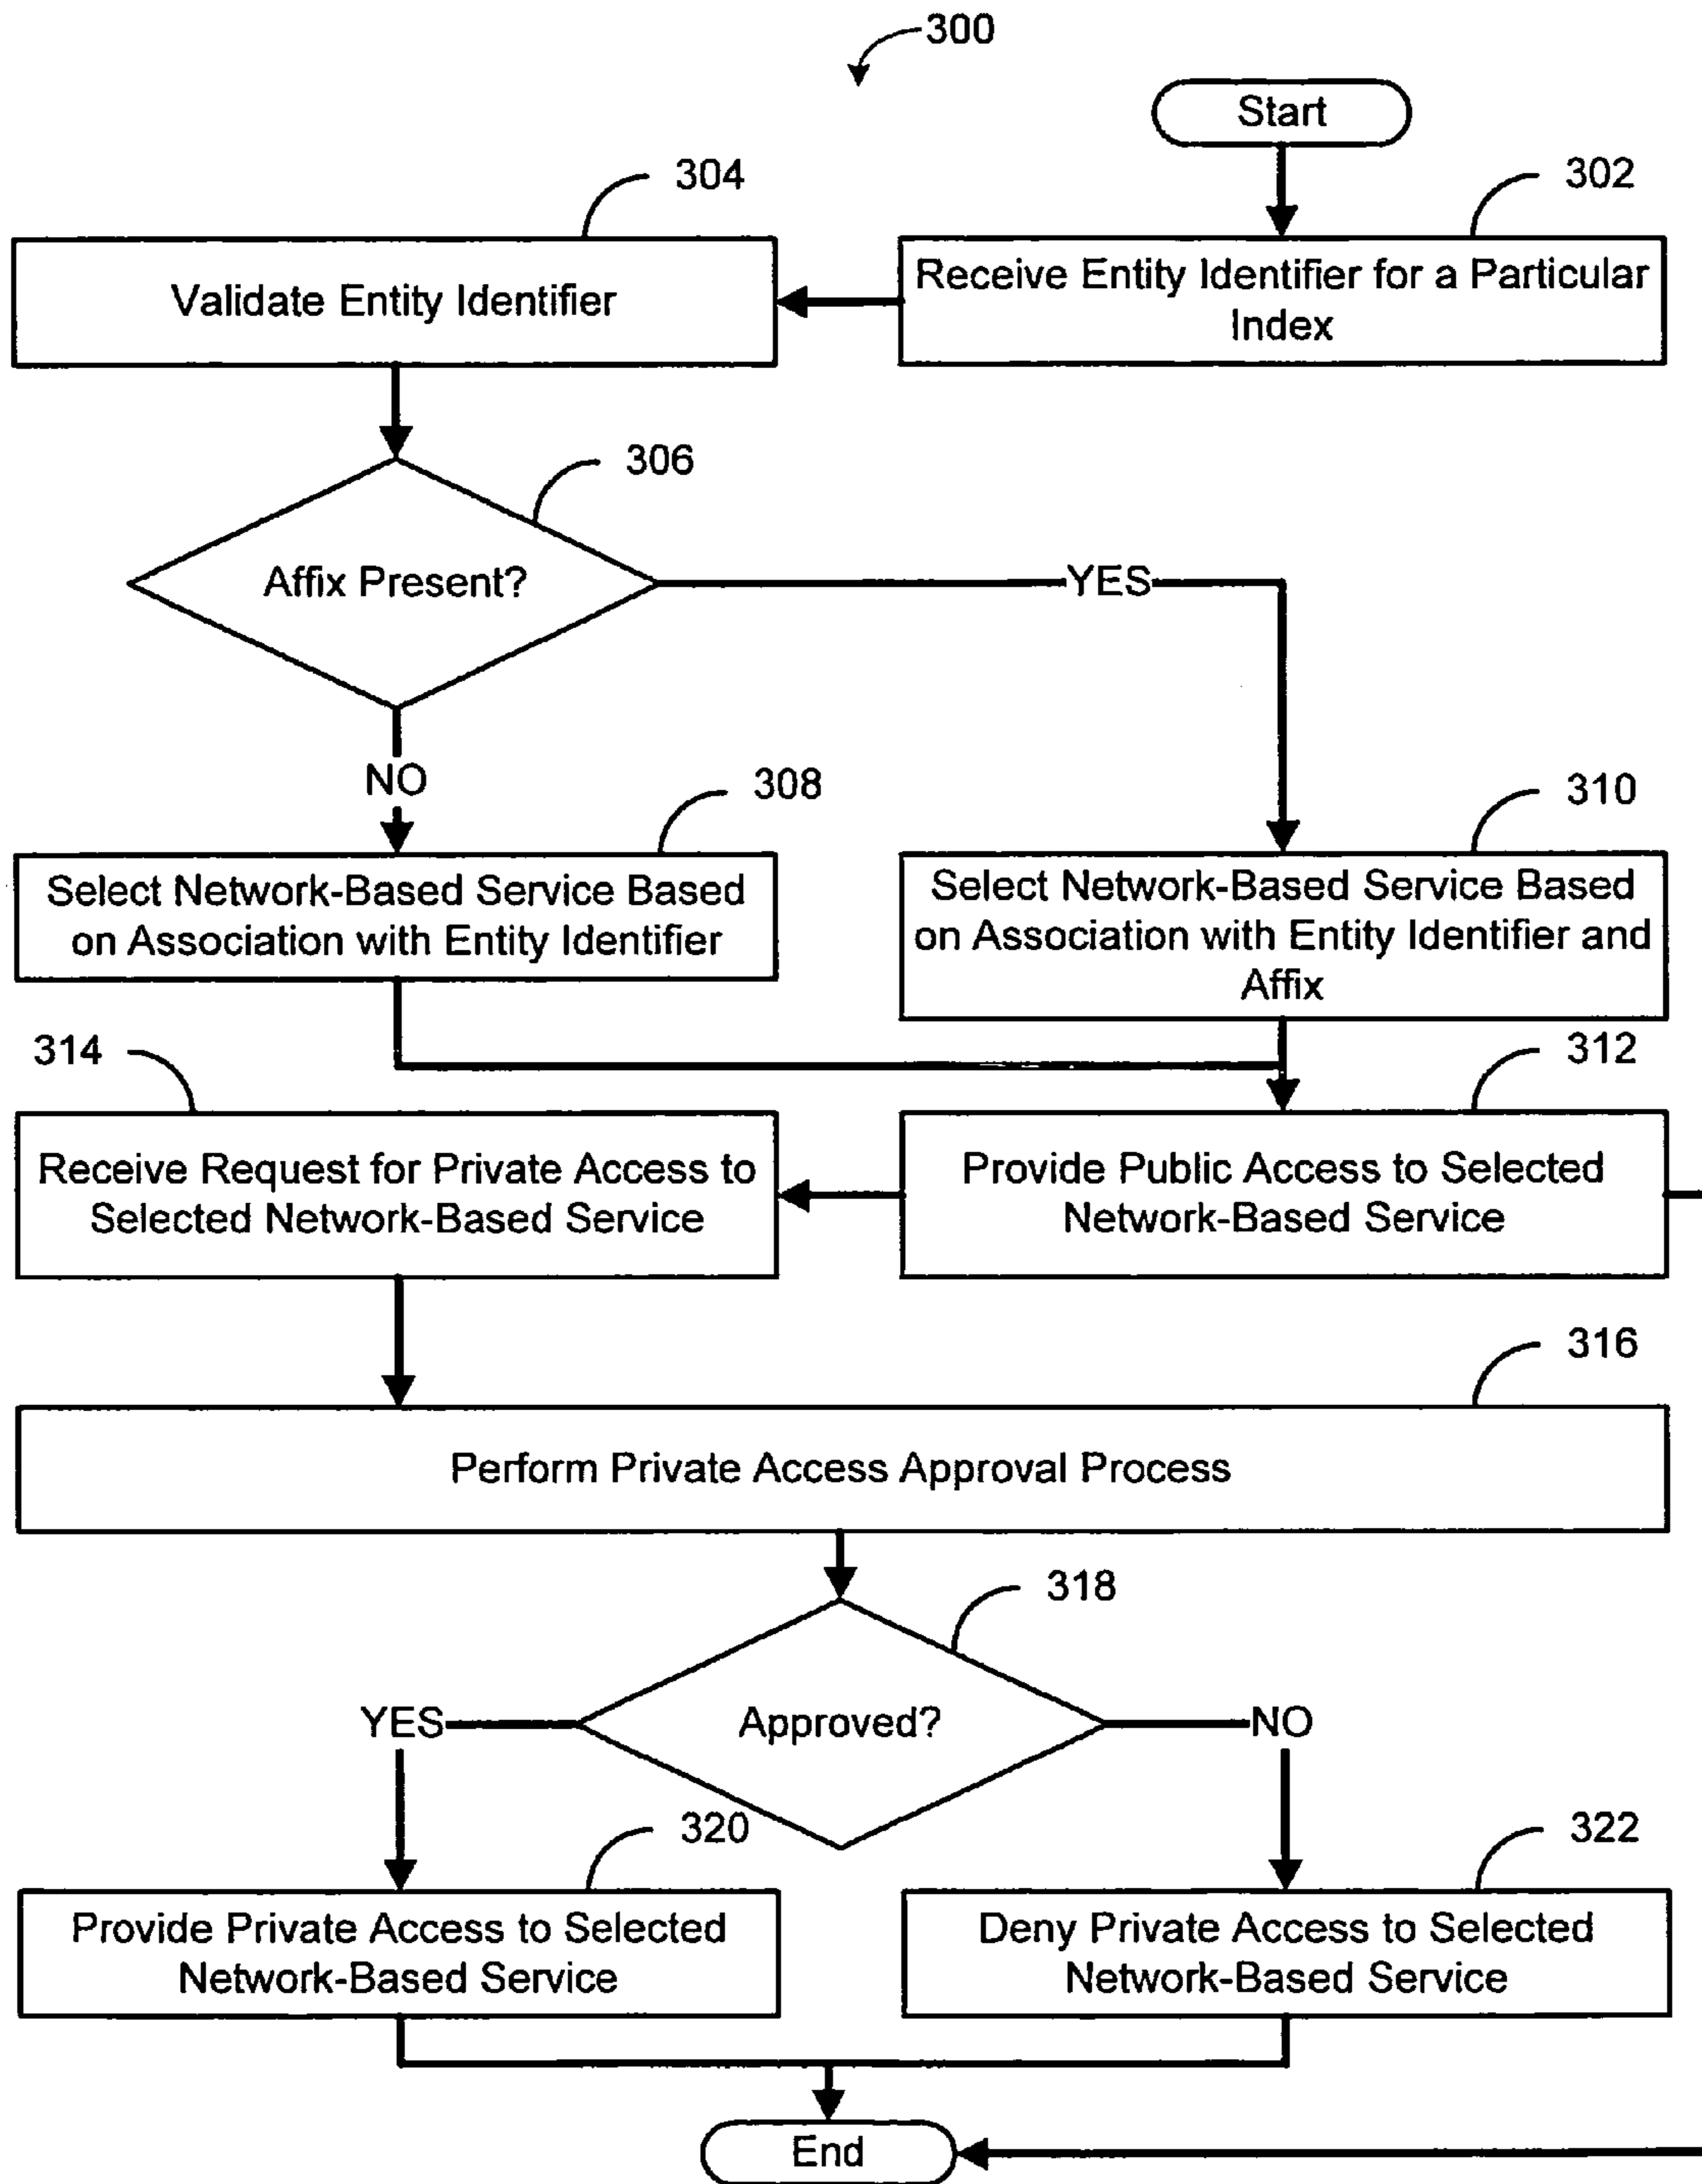 300
Start
304
302
Validate Entity Identifier
Receive Entity Identifier for a Particular
Index
306
Affix Present?
YES
NO
308
310
Select Network-Based Service Based
on Association with Entity Identifier
Select Network-Based Service Based
on Association with Entity Identifier and
Affix
314
312
Receive Request for Private Access to
Selected Network-Based Service
Provide Public Access to Selected
Network-Based Service
316
Perform Private Access Approval Process
318
Approved?
YES
NO
320
322
Provide Private Access to Selected
Network-Based Service
Deny Private Access to Selected
Network-Based Service
End